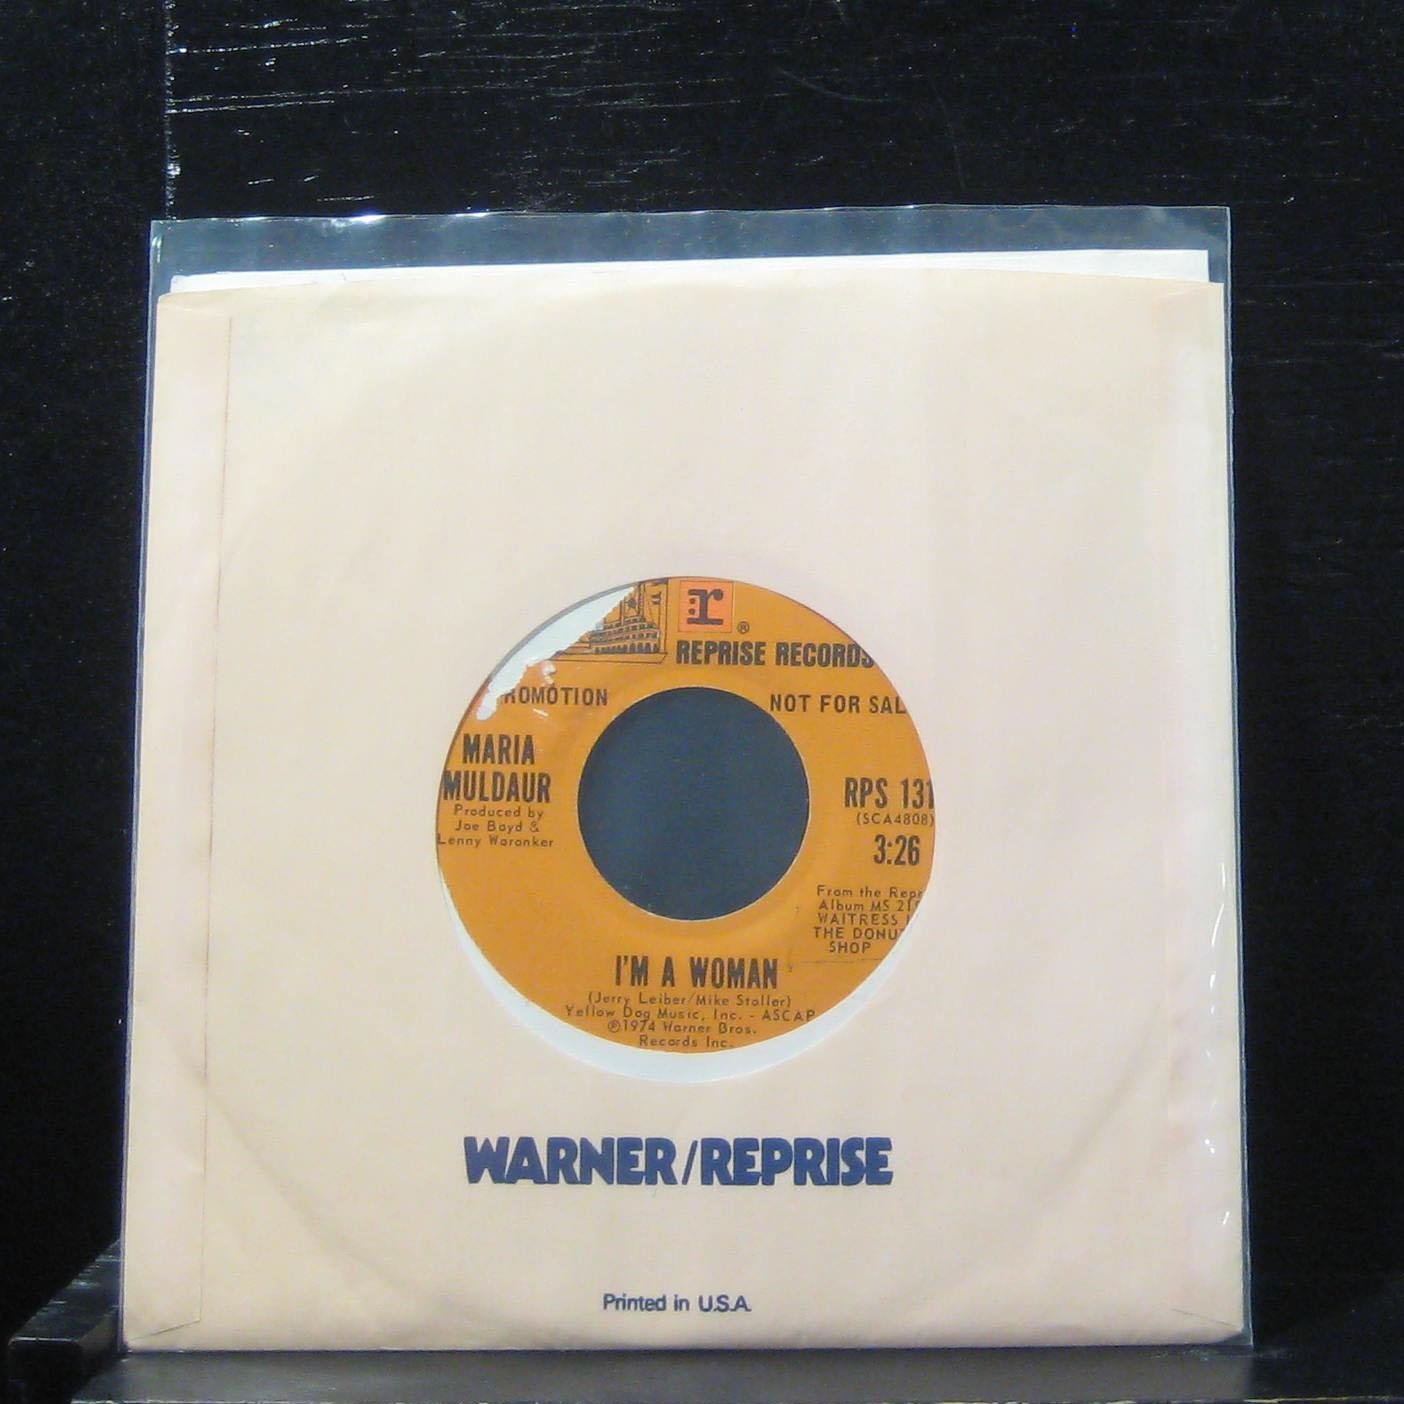 r®
REPRISE RECORDS
ROMOTION
NOT FOR SAL
MARIA
MULDAUR
Produced by
Joe Boyd &
Lenny Waronker
RPS 131
(SCA4808)
3:26
From the Repr
Album MS 21
WAITRESS I
THE DONUT
SHOP
I'M A WOMAN
(Jerry Leiber/Mike Stoller)
Yellow Dog Music, Inc. - ASCAP
℗1974 Warner Bros.
Records Inc.
WARNER/REPRISE
Printed in U.S.A.